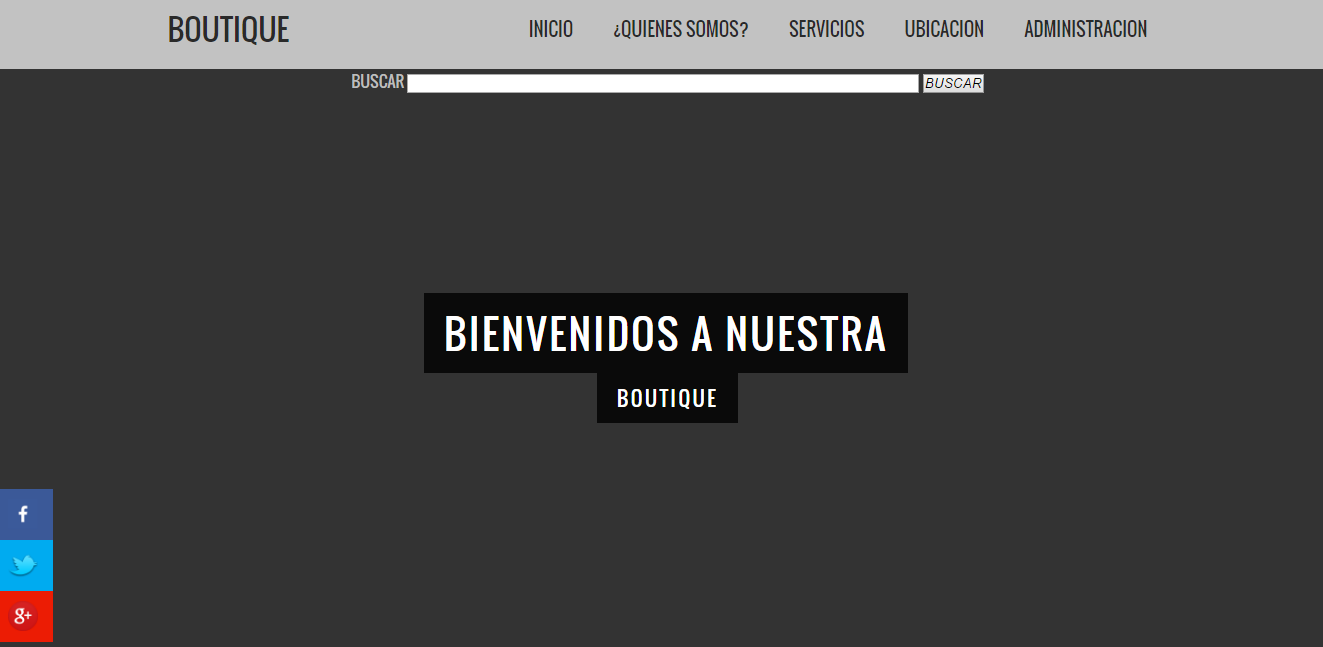 BOUTIQUE INICIO ¿QUIENES SOMOS? SERVICIOS UBICACION ADMINISTRACION
BUSCAR BUSCAR
BIENVENIDOS A NUESTRA
BOUTIQUE
f
g+